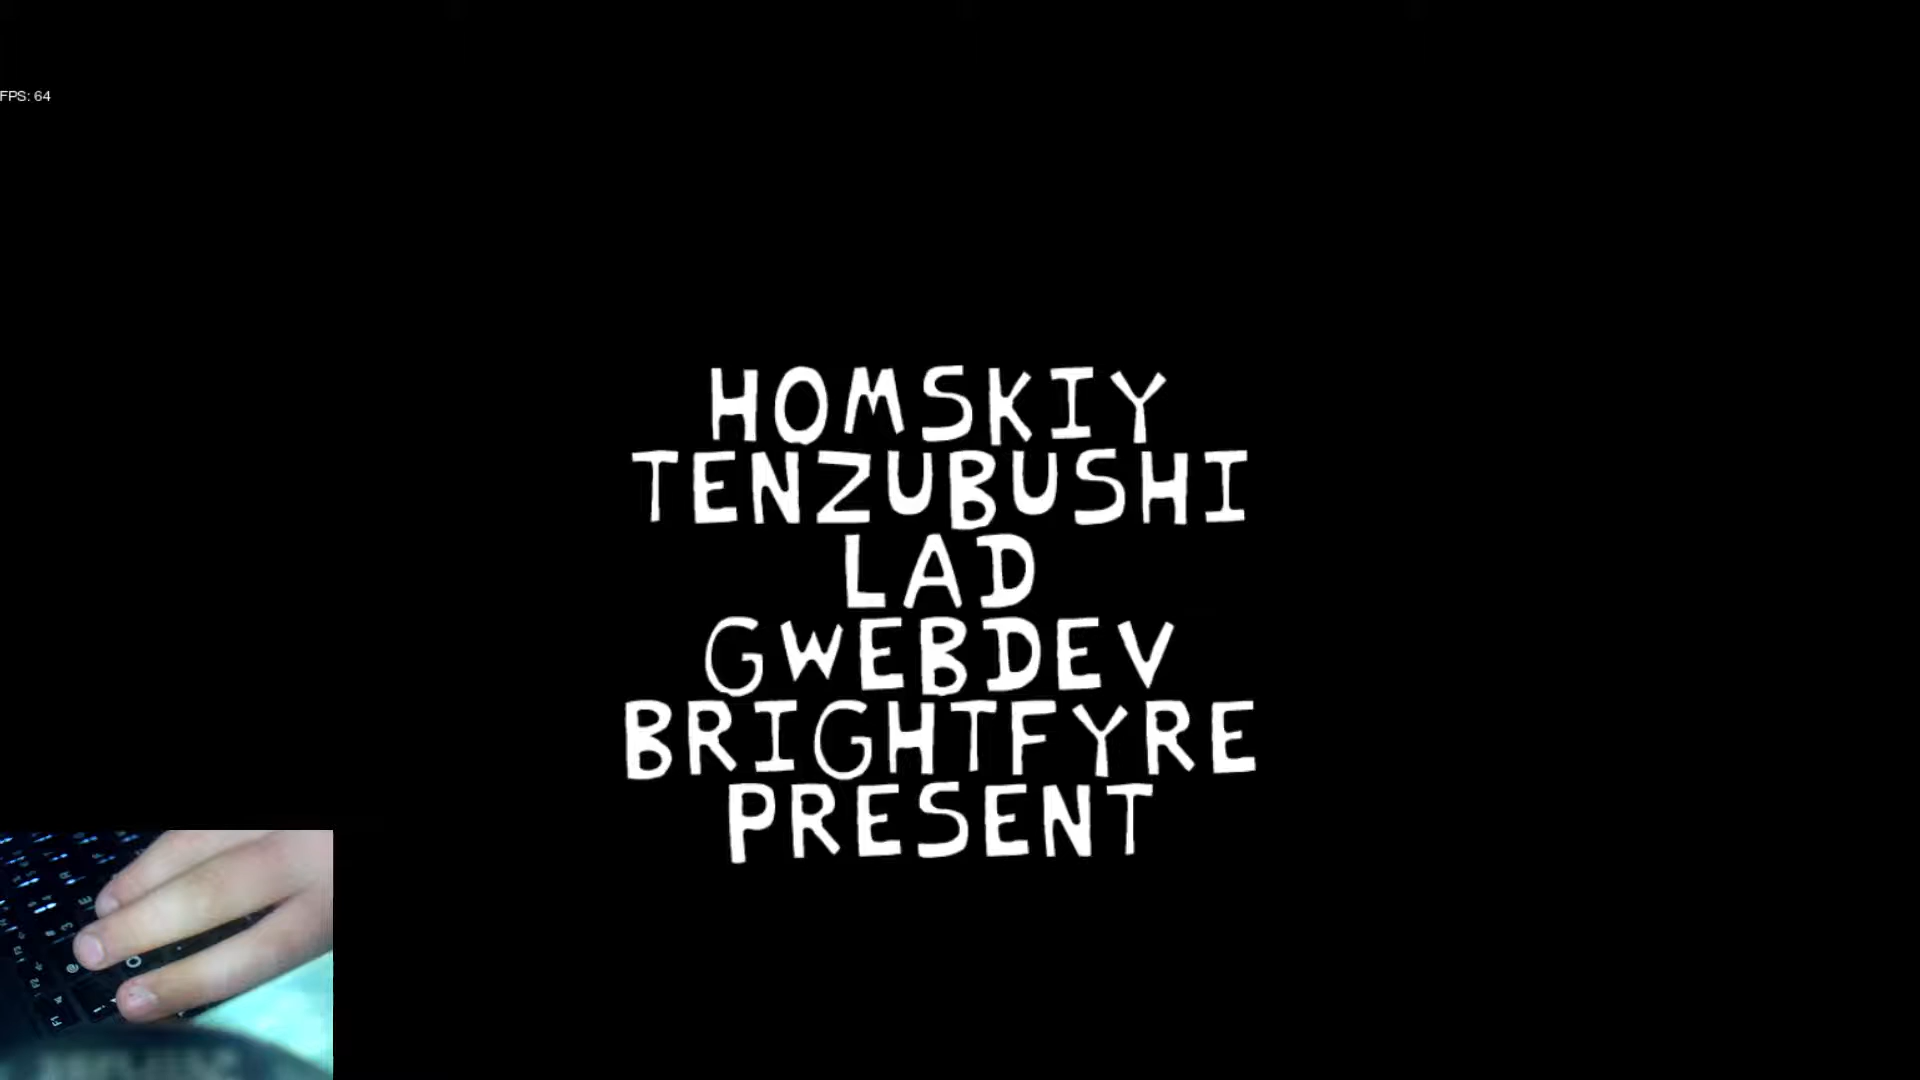 FPS: 64
HOMSKIY
TENZUBUSHI
LAD
GWEBDEV
BRIGHTFYRE
PRESENT